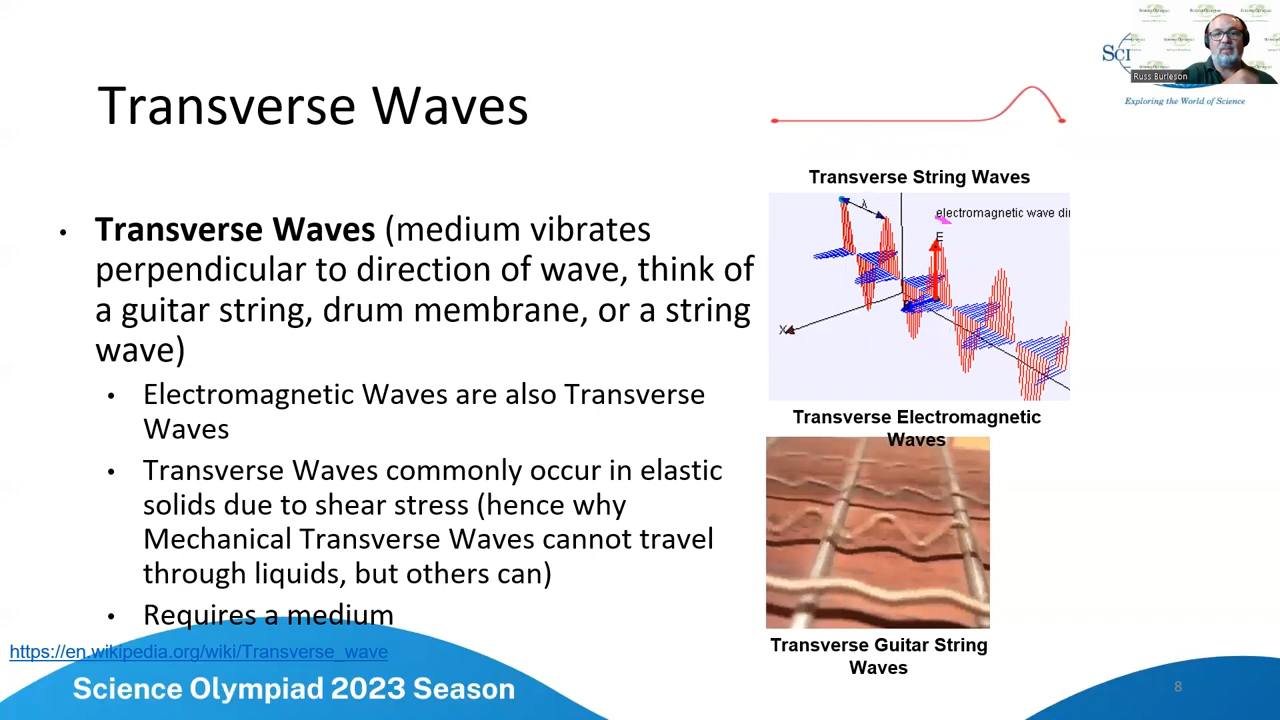 Sci
Russ Burleson
Exploring the World of Science
Transverse Waves
Transverse String Waves
• Transverse Waves (medium vibrates
perpendicular to direction of wave, think of
a guitar string, drum membrane, or a string
wave)
• Electromagnetic Waves are also Transverse
Waves
• Transverse Waves commonly occur in elastic
solids due to shear stress (hence why
Mechanical Transverse Waves cannot travel
through liquids, but others can)
• Requires a medium
λ
electromagnetic wave di
E
X
Transverse Electromagnetic
Waves
Transverse Guitar String
Waves
https://en.wikipedia.org/wiki/Transverse_wave
Science Olympiad 2023 Season
8